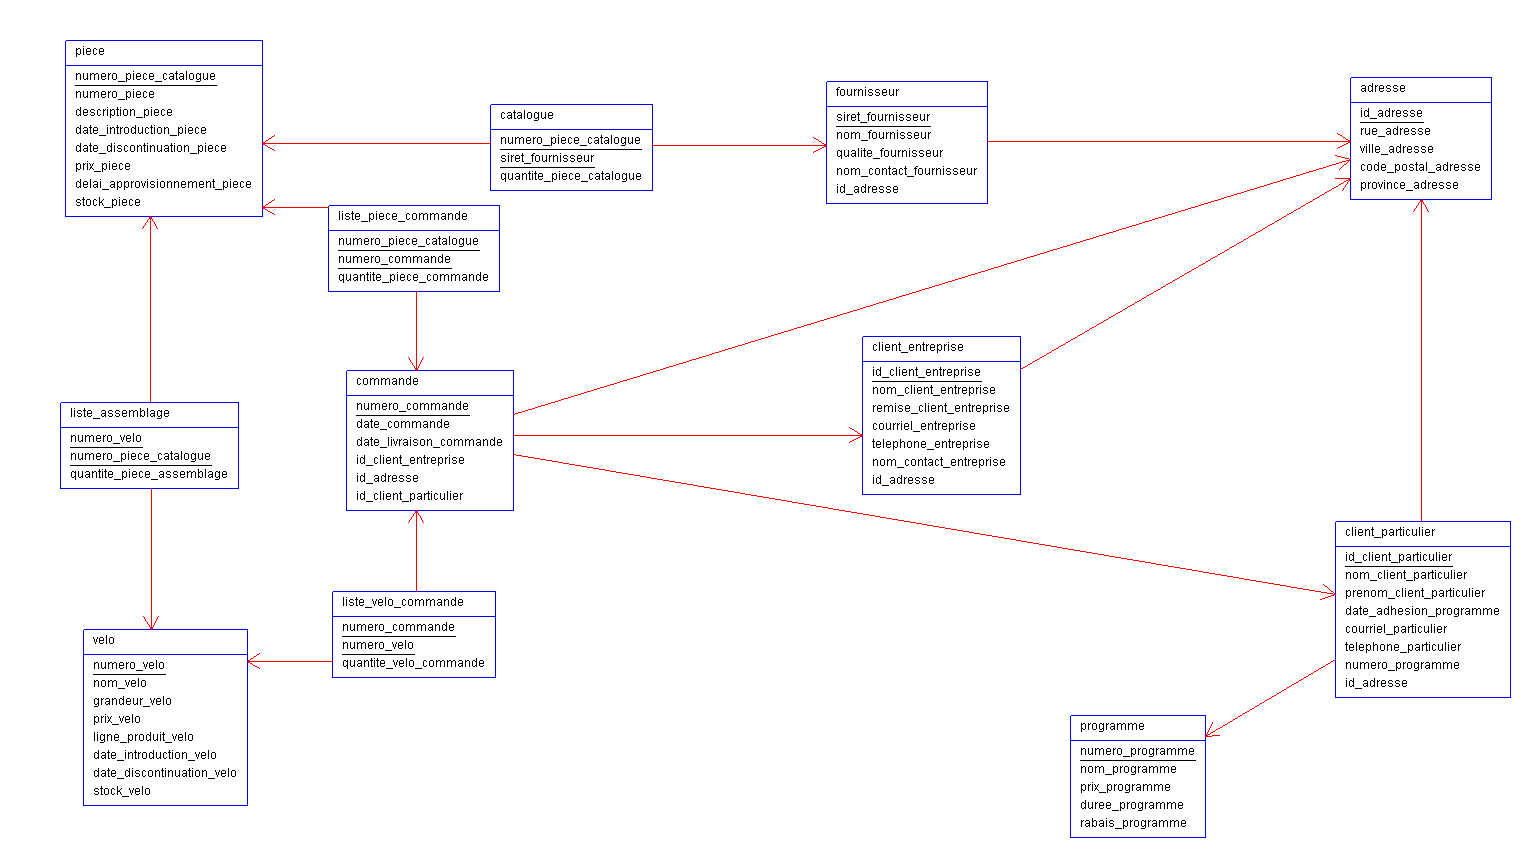 piece
numero_piece_catalogue
numero_piece
description_piece
date_introduction_piece
date_discontinuation_piece
prix_piece
delai_approvisionnement_piece
stock_piece
catalogue
numero_piece_catalogue
siret_fournisseur
quantite_piece_catalogue
fournisseur
siret_fournisseur
nom_fournisseur
qualite_fournisseur
nom_contact_fournisseur
id_adresse
adresse
id_adresse
rue_adresse
ville_adresse
code_postal_adresse
province_adresse
liste_piece_commande
numero_piece_catalogue
numero_commande
quantite_piece_commande
client_entreprise
id_client_entreprise
nom_client_entreprise
remise_client_entreprise
courriel_entreprise
telephone_entreprise
nom_contact_entreprise
id_adresse
commande
numero_commande
date_commande
date_livraison_commande
id_client_entreprise
id_adresse
id_client_particulier
liste_assemblage
numero_velo
numero_piece_catalogue
quantite_piece_assemblage
client_particulier
id_client_particulier
nom_client_particulier
prenom_client_particulier
date_adhesion_programme
courriel_particulier
telephone_particulier
numero_programme
id_adresse
liste_velo_commande
numero_commande
numero_velo
quantite_velo_commande
velo
numero_velo
nom_velo
grandeur_velo
prix_velo
ligne_produit_velo
date_introduction_velo
date_discontinuation_velo
stock_velo
programme
numero_programme
nom_programme
prix_programme
duree_programme
rabais_programme